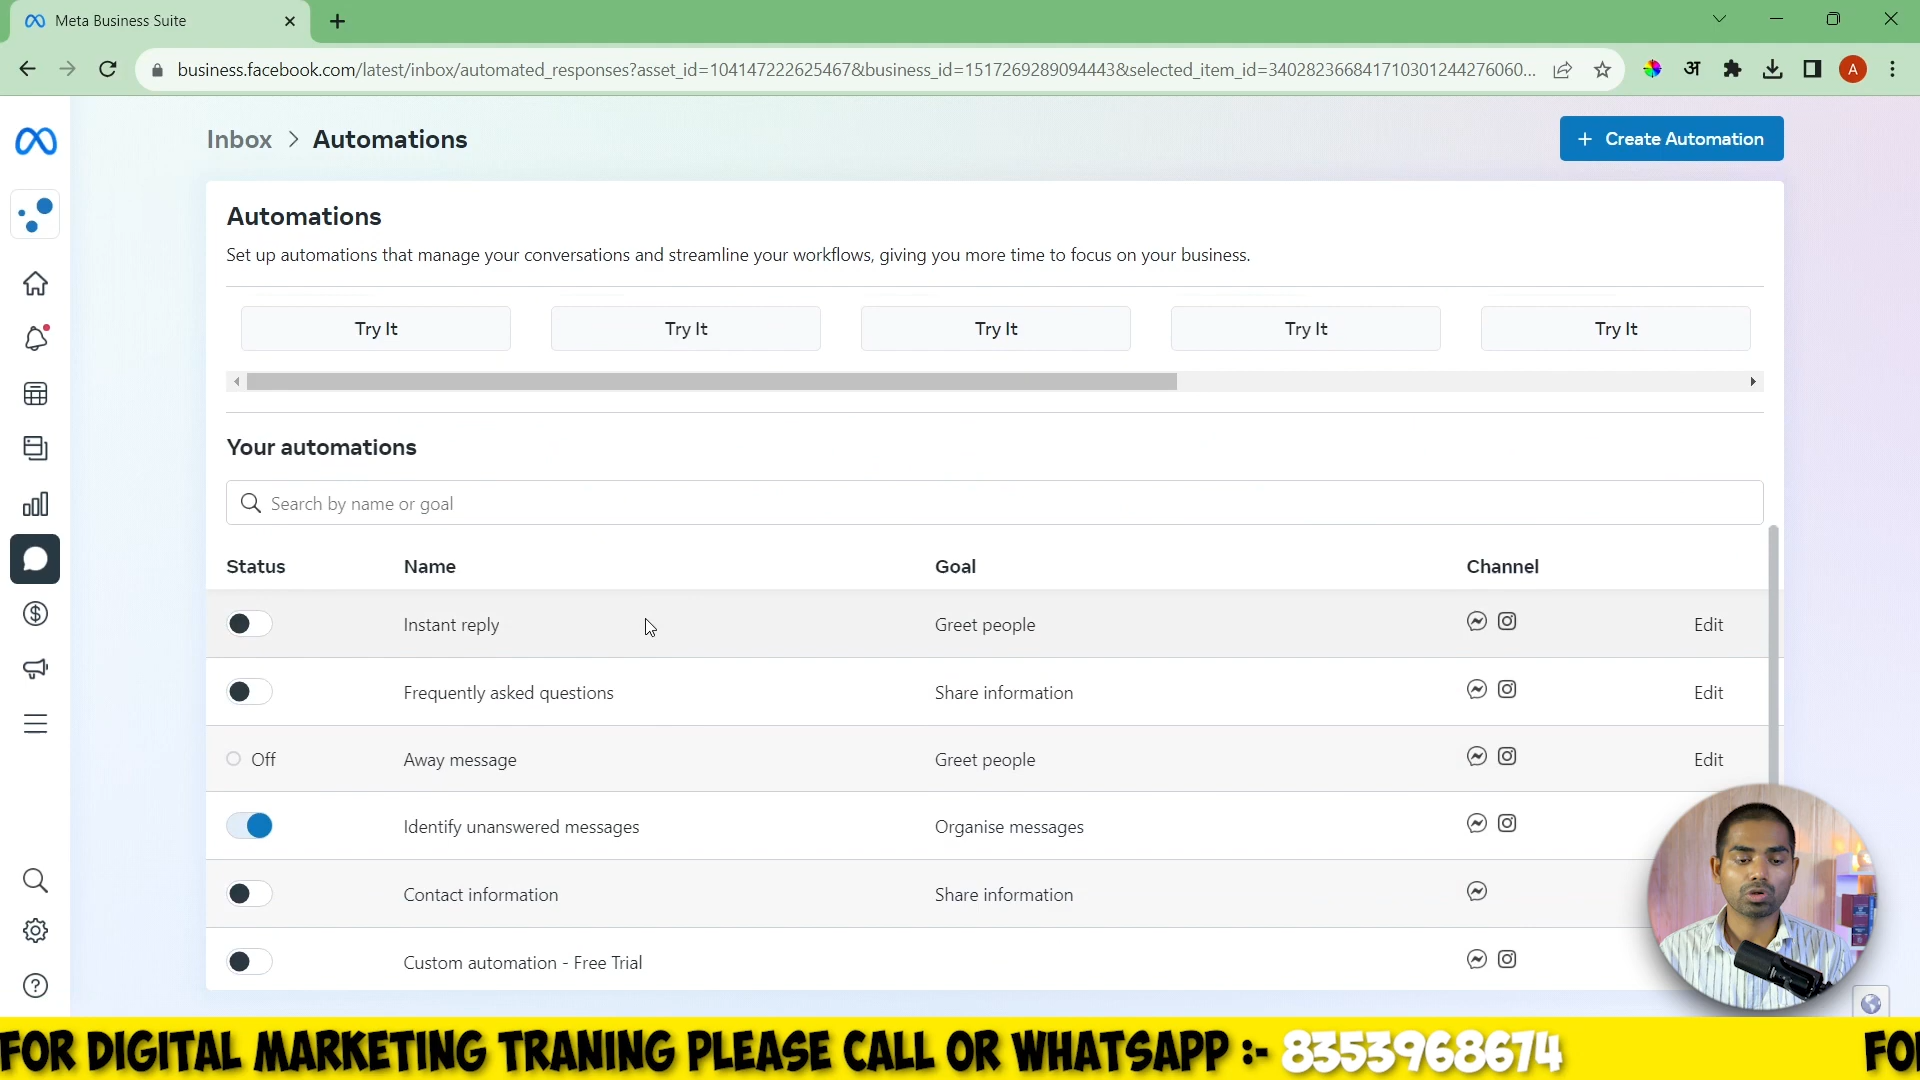 Meta Business Suite
business.facebook.com/latest/inbox/automated_responses?asset_id=104147222625467&business_id=1517269289094443&selected_item_id=340282366841710301244276060...
अ
A
Inbox > Automations
+ Create Automation
Automations
Set up automations that manage your conversations and streamline your workflows, giving you more time to focus on your business.
Try It Try It Try It Try It Try It
Your automations
Search by name or goal
Status Name Goal Channel
Instant reply Greet people Edit
Frequently asked questions Share information Edit
Off Away message Greet people Edit
Identify unanswered messages Organise messages
Contact information Share information
Custom automation - Free Trial
FOR DIGITAL MARKETING TRANING PLEASE CALL OR WHATSAPP :- 8353968674 FO